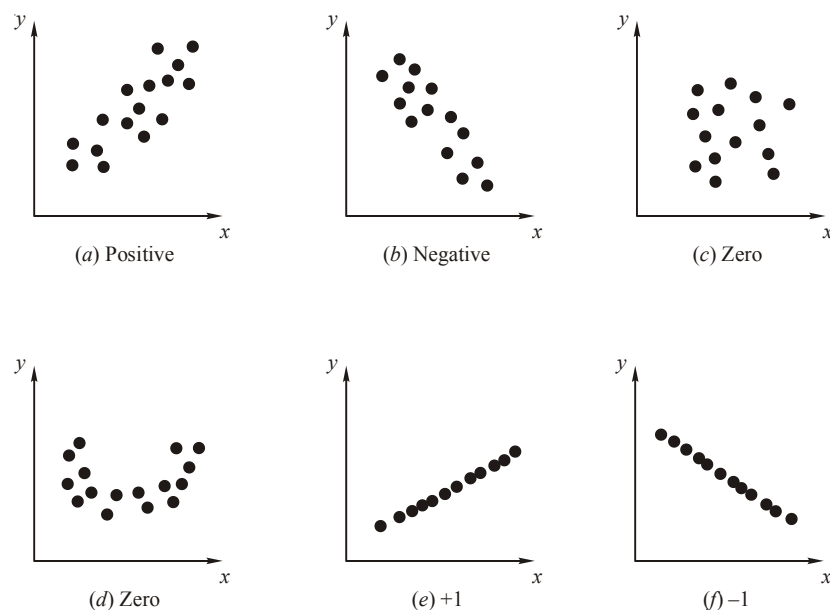 y
y
y
x
x
x
(a) Positive
(b) Negative
(c) Zero
y
y
y
x
x
x
(d) Zero
(e) +1
(f) –1